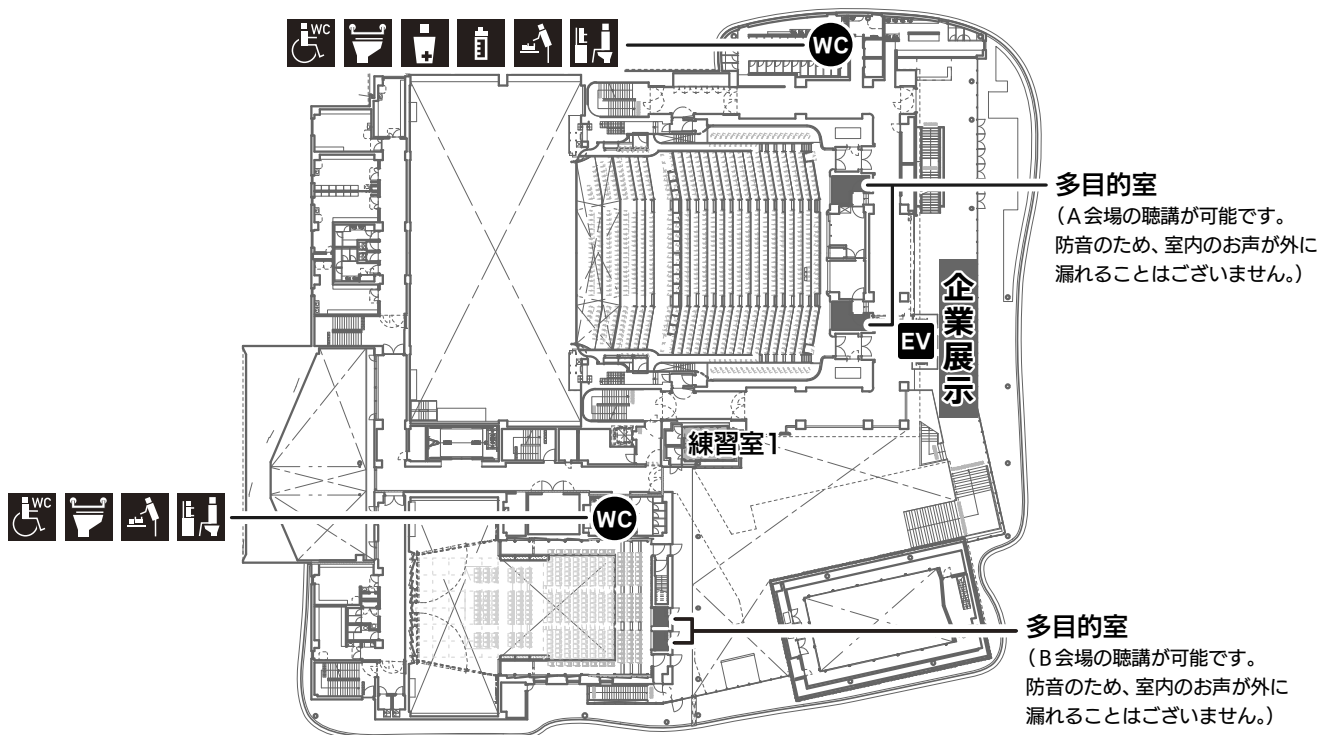 WC
WC
多目的室
(A会場の聴講が可能です。
防音のため、室内のお声が外に
漏れることはございません。)
企業展示
EV
練習室1
WC
WC
多目的室
(B会場の聴講が可能です。
防音のため、室内のお声が外に
漏れることはございません。)